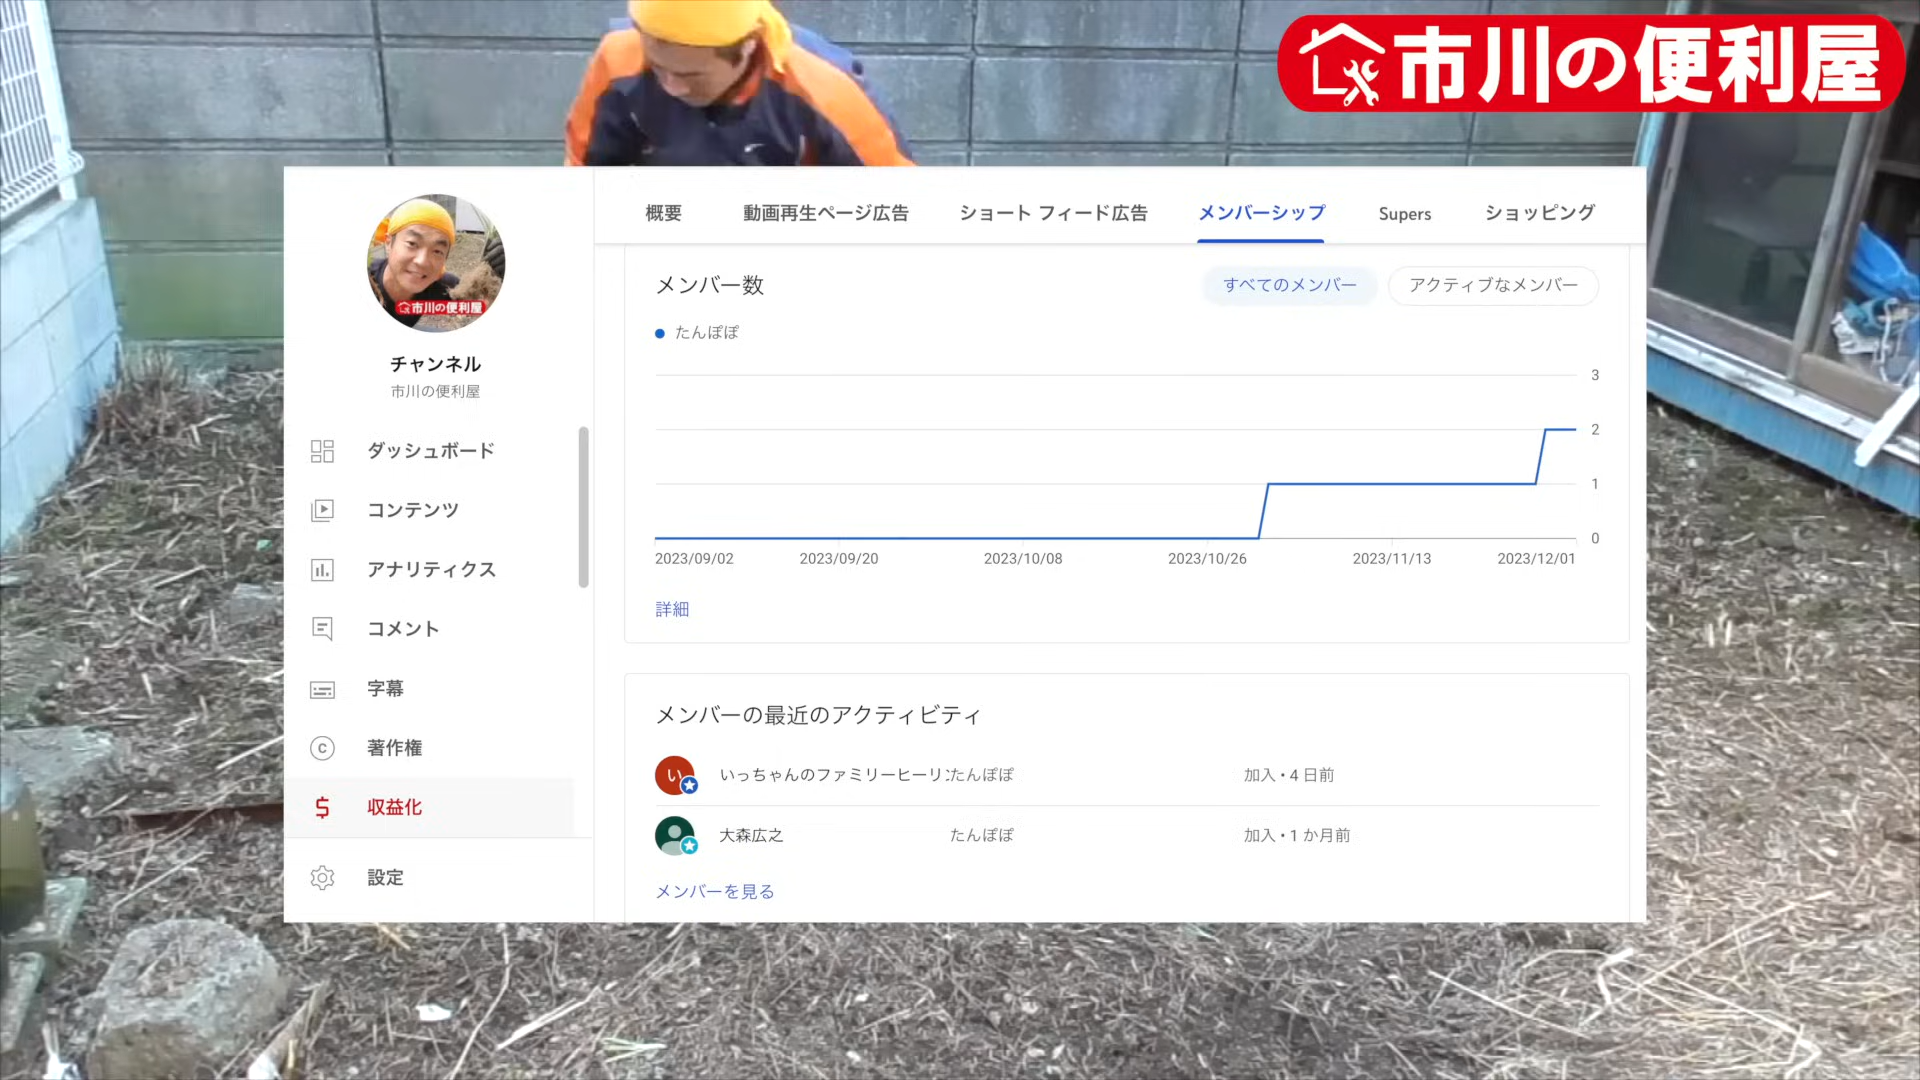 市川の便利屋
市川の便利屋
チャンネル
市川の便利屋
ダッシュボード
コンテンツ
アナリティクス
コメント
字幕
著作権
収益化
設定
概要 動画再生ページ広告 ショート フィード広告 メンバーシップ Supers ショッピング
メンバー数 すべてのメンバー アクティブなメンバー
たんぽぽ
3
2
1
0
2023/09/02 2023/09/20 2023/10/08 2023/10/26 2023/11/13 2023/12/01
詳細
メンバーの最近のアクティビティ
い いっちゃんのファミリーヒーリ たんぽぽ 加入・4 日前
大森広之 たんぽぽ 加入・1 か月前
メンバーを見る